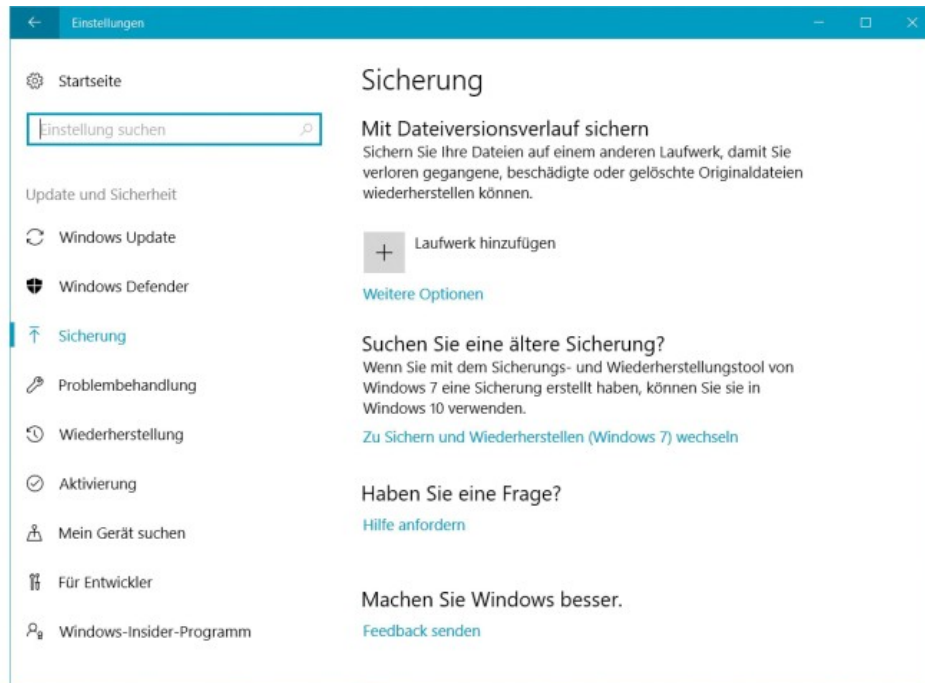 Einstellungen
Startseite
Einstellung suchen
Update und Sicherheit
Windows Update
Windows Defender
Sicherung
Problembehandlung
Wiederherstellung
Aktivierung
Mein Gerät suchen
Für Entwickler
Windows-Insider-Programm
Sicherung
Mit Dateiversionsverlauf sichern
Sichern Sie Ihre Dateien auf einem anderen Laufwerk, damit Sie
verloren gegangene, beschädigte oder gelöschte Originaldateien
wiederherstellen können.
Laufwerk hinzufügen
Weitere Optionen
Suchen Sie eine ältere Sicherung?
Wenn Sie mit dem Sicherungs- und Wiederherstellungstool von
Windows 7 eine Sicherung erstellt haben, können Sie sie in
Windows 10 verwenden.
Zu Sichern und Wiederherstellen (Windows 7) wechseln
Haben Sie eine Frage?
Hilfe anfordern
Machen Sie Windows besser.
Feedback senden